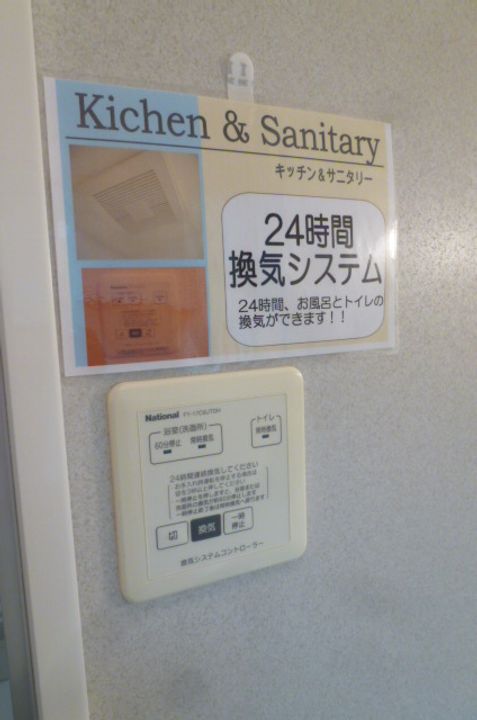 Kichen & Sanitary
キッチン&サニタリー
24時間
換気システム
24時間、お風呂とトイレの
換気ができます!!
National FY-17C6UT0H
浴室(洗面所)
トイレ
60分停止 常時換気
常時換気
24時間連続換気してください
切 換気 一時
停止
換気システムコントローラー